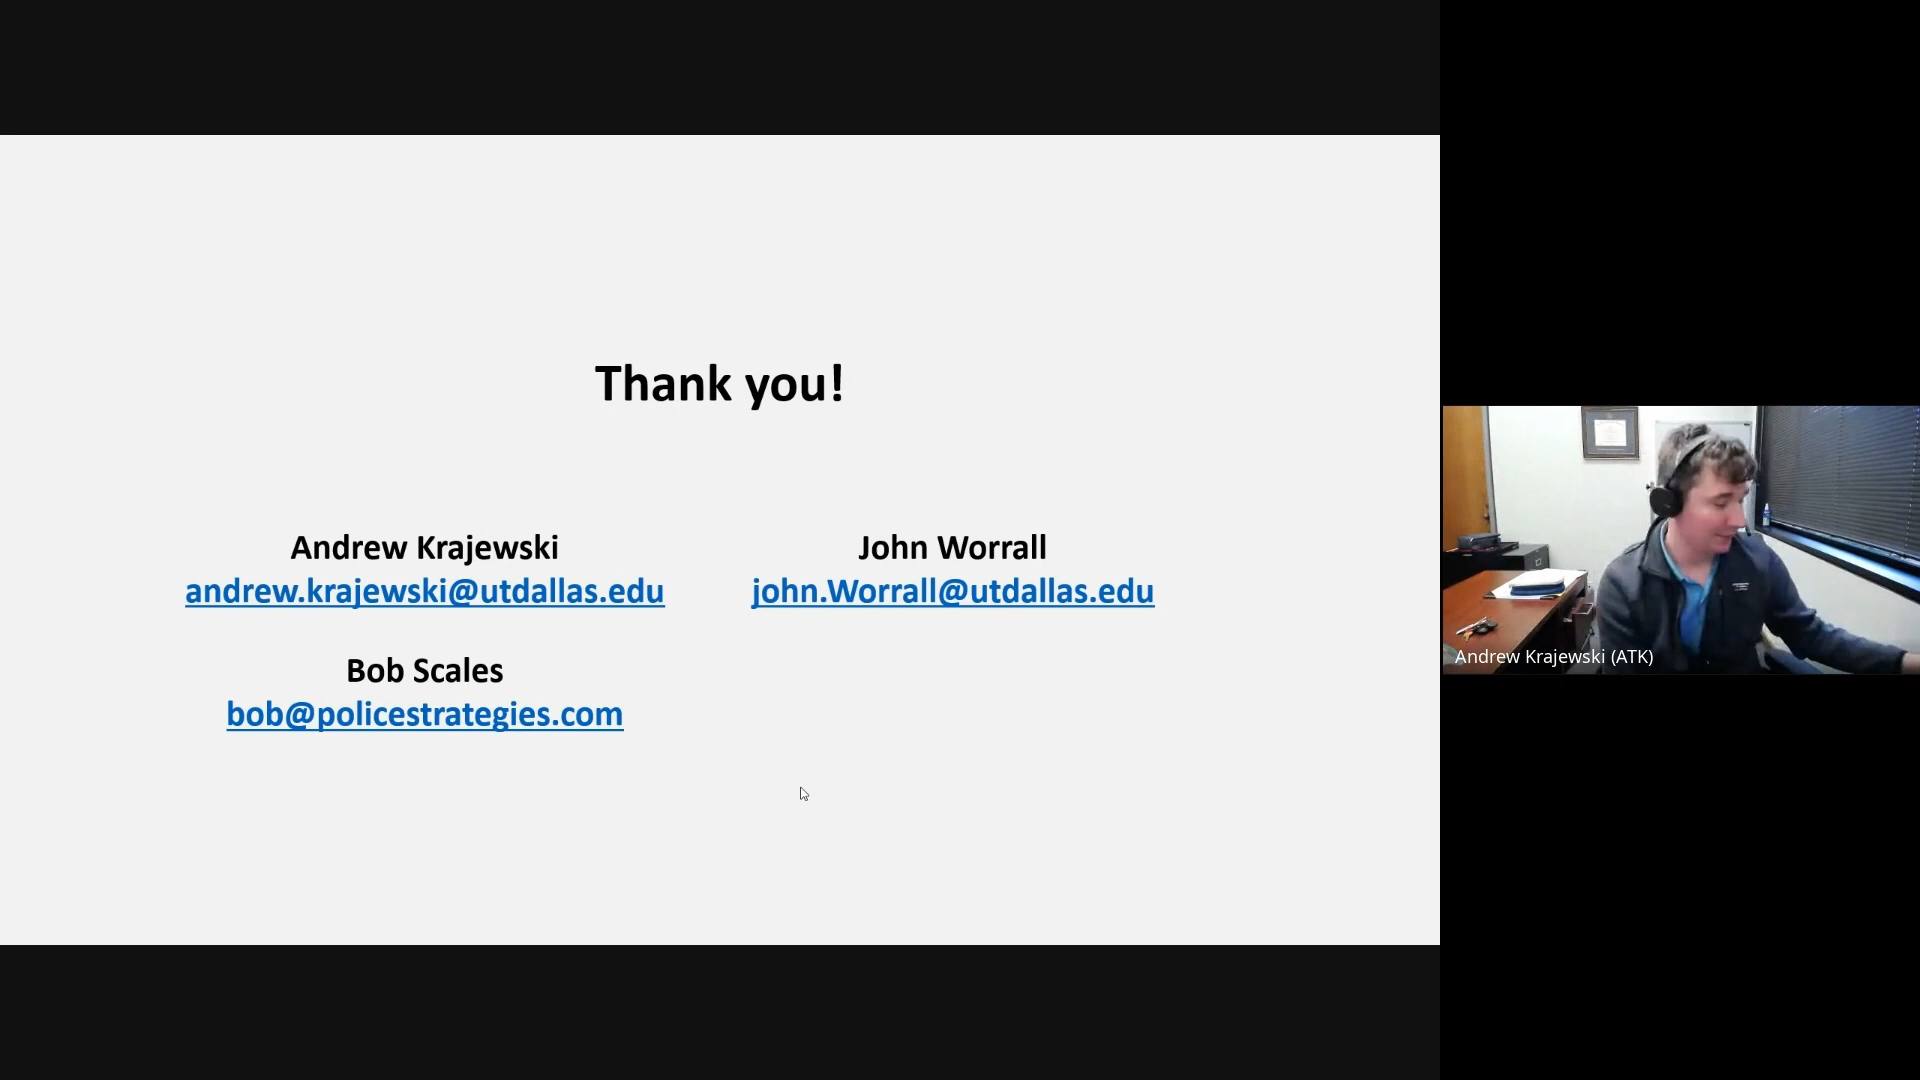 Thank you!
Andrew Krajewski
andrew.krajewski@utdallas.edu
John Worrall
john.Worrall@utdallas.edu
Bob Scales
bob@policestrategies.com
Andrew Krajewski (ATK)